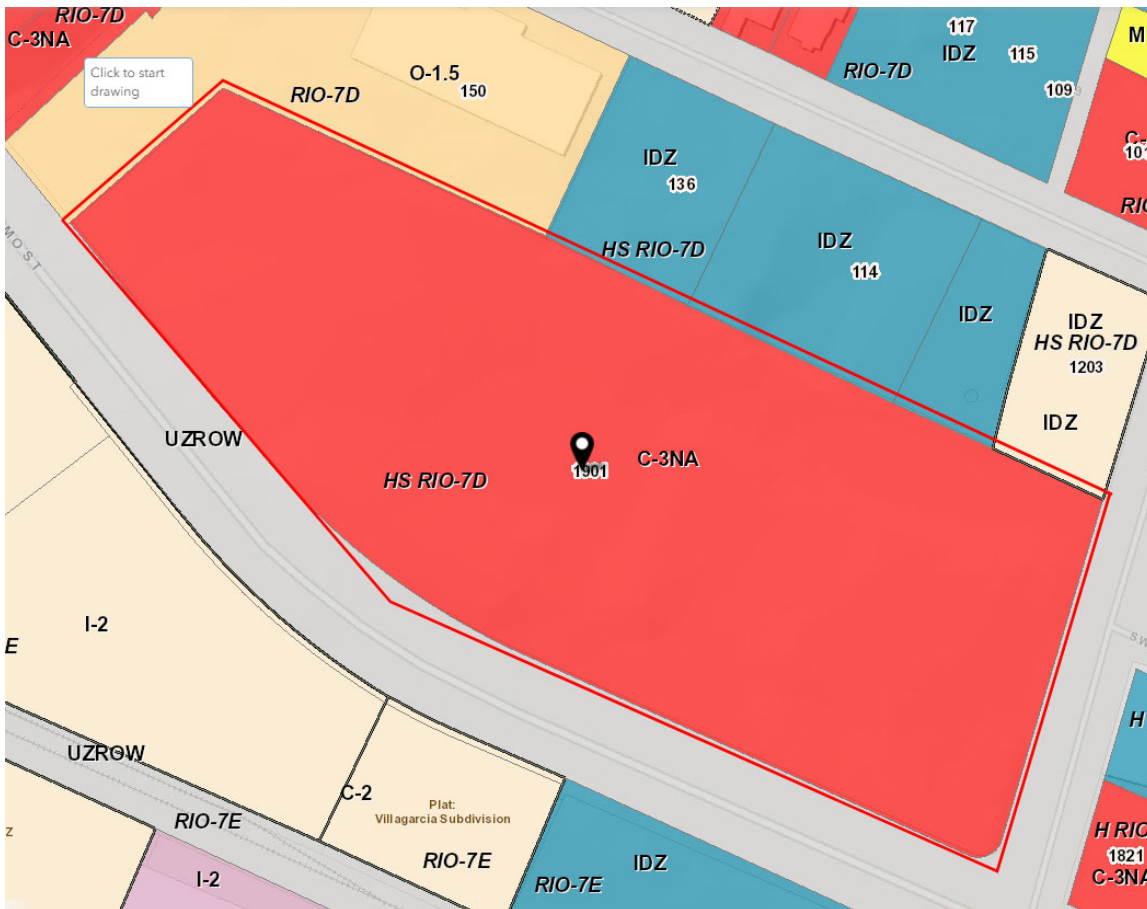 RIO-7D
C-3NA
Click to start
drawing
O-1.5
150
RIO-7D
117
IDZ
115
RIO-7D
109
IDZ
136
HS RIO-7D
IDZ
114
IDZ
IDZ
HS RIO-7D
1203
IDZ
UZROW
HS RIO-7D
1901
C-3NA
I-2
E
UZROW
C-2
Plat:
Villagarcia Subdivision
RIO-7E
RIO-7E
I-2
IDZ
RIO-7E
H
H RIO
1821
C-3NA